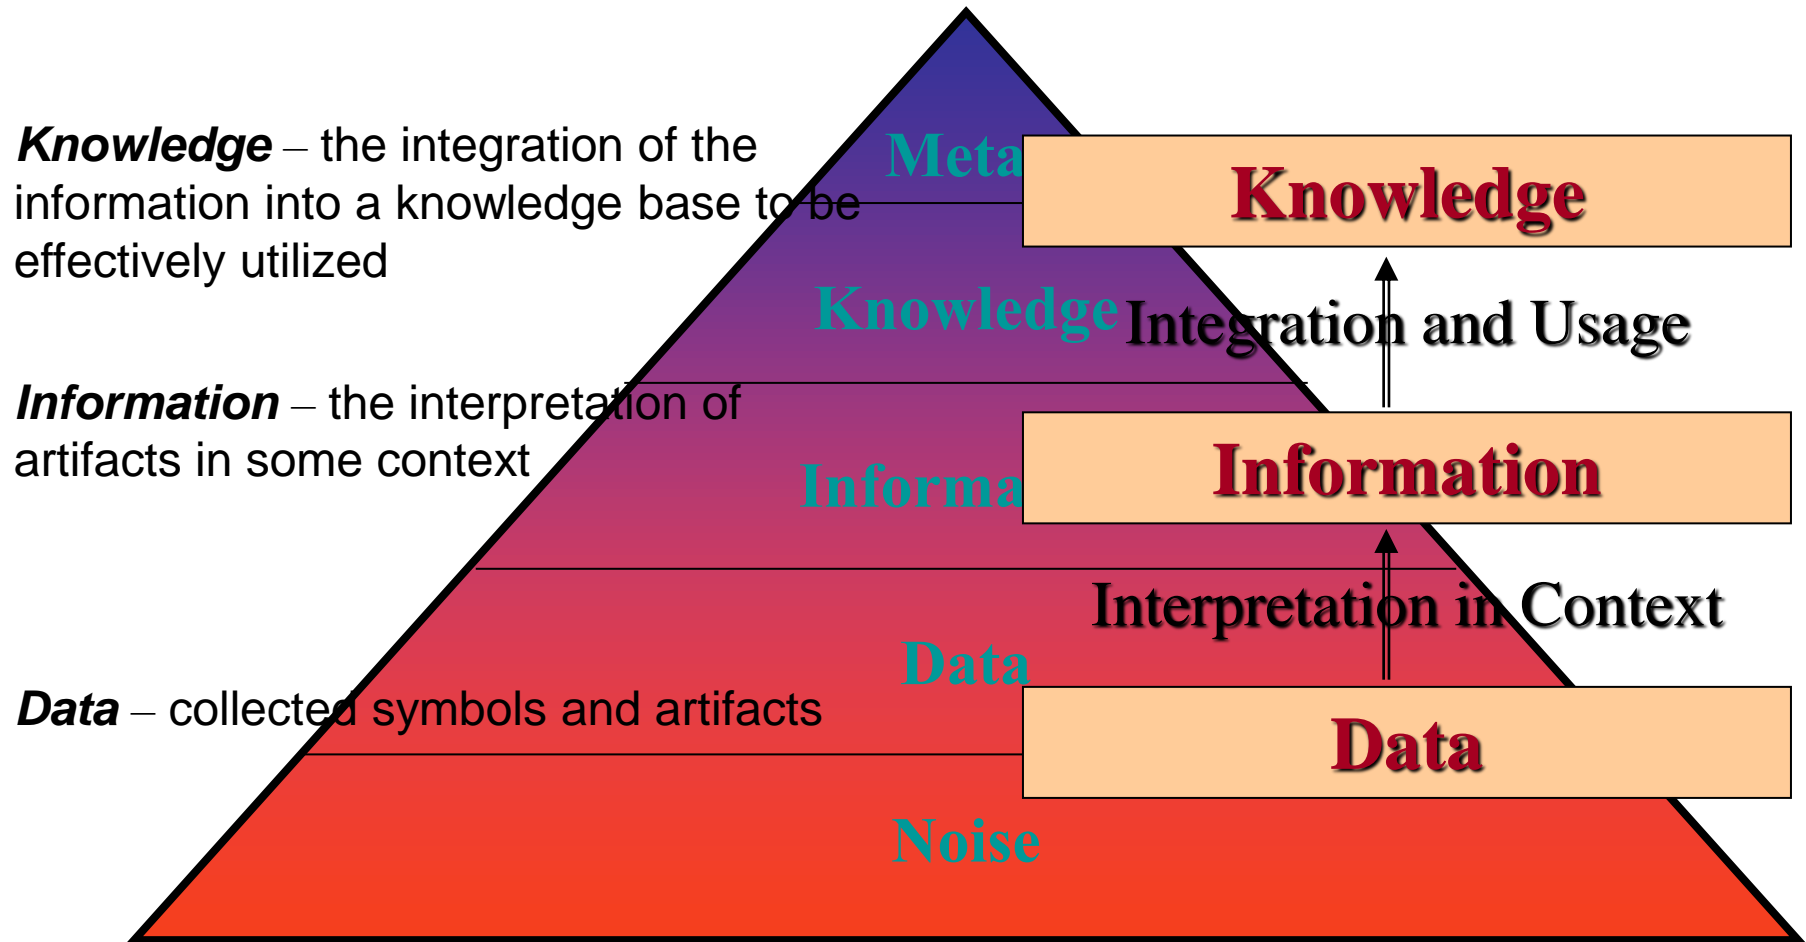 Knowledge – the integration of the
information into a knowledge base to be
effectively utilized
Information – the interpretation of
artifacts in some context
Data – collected symbols and artifacts
Meta
Knowledge
Informa
Data
Noise
Knowledge
Integration and Usage
Information
Interpretation in Context
Data